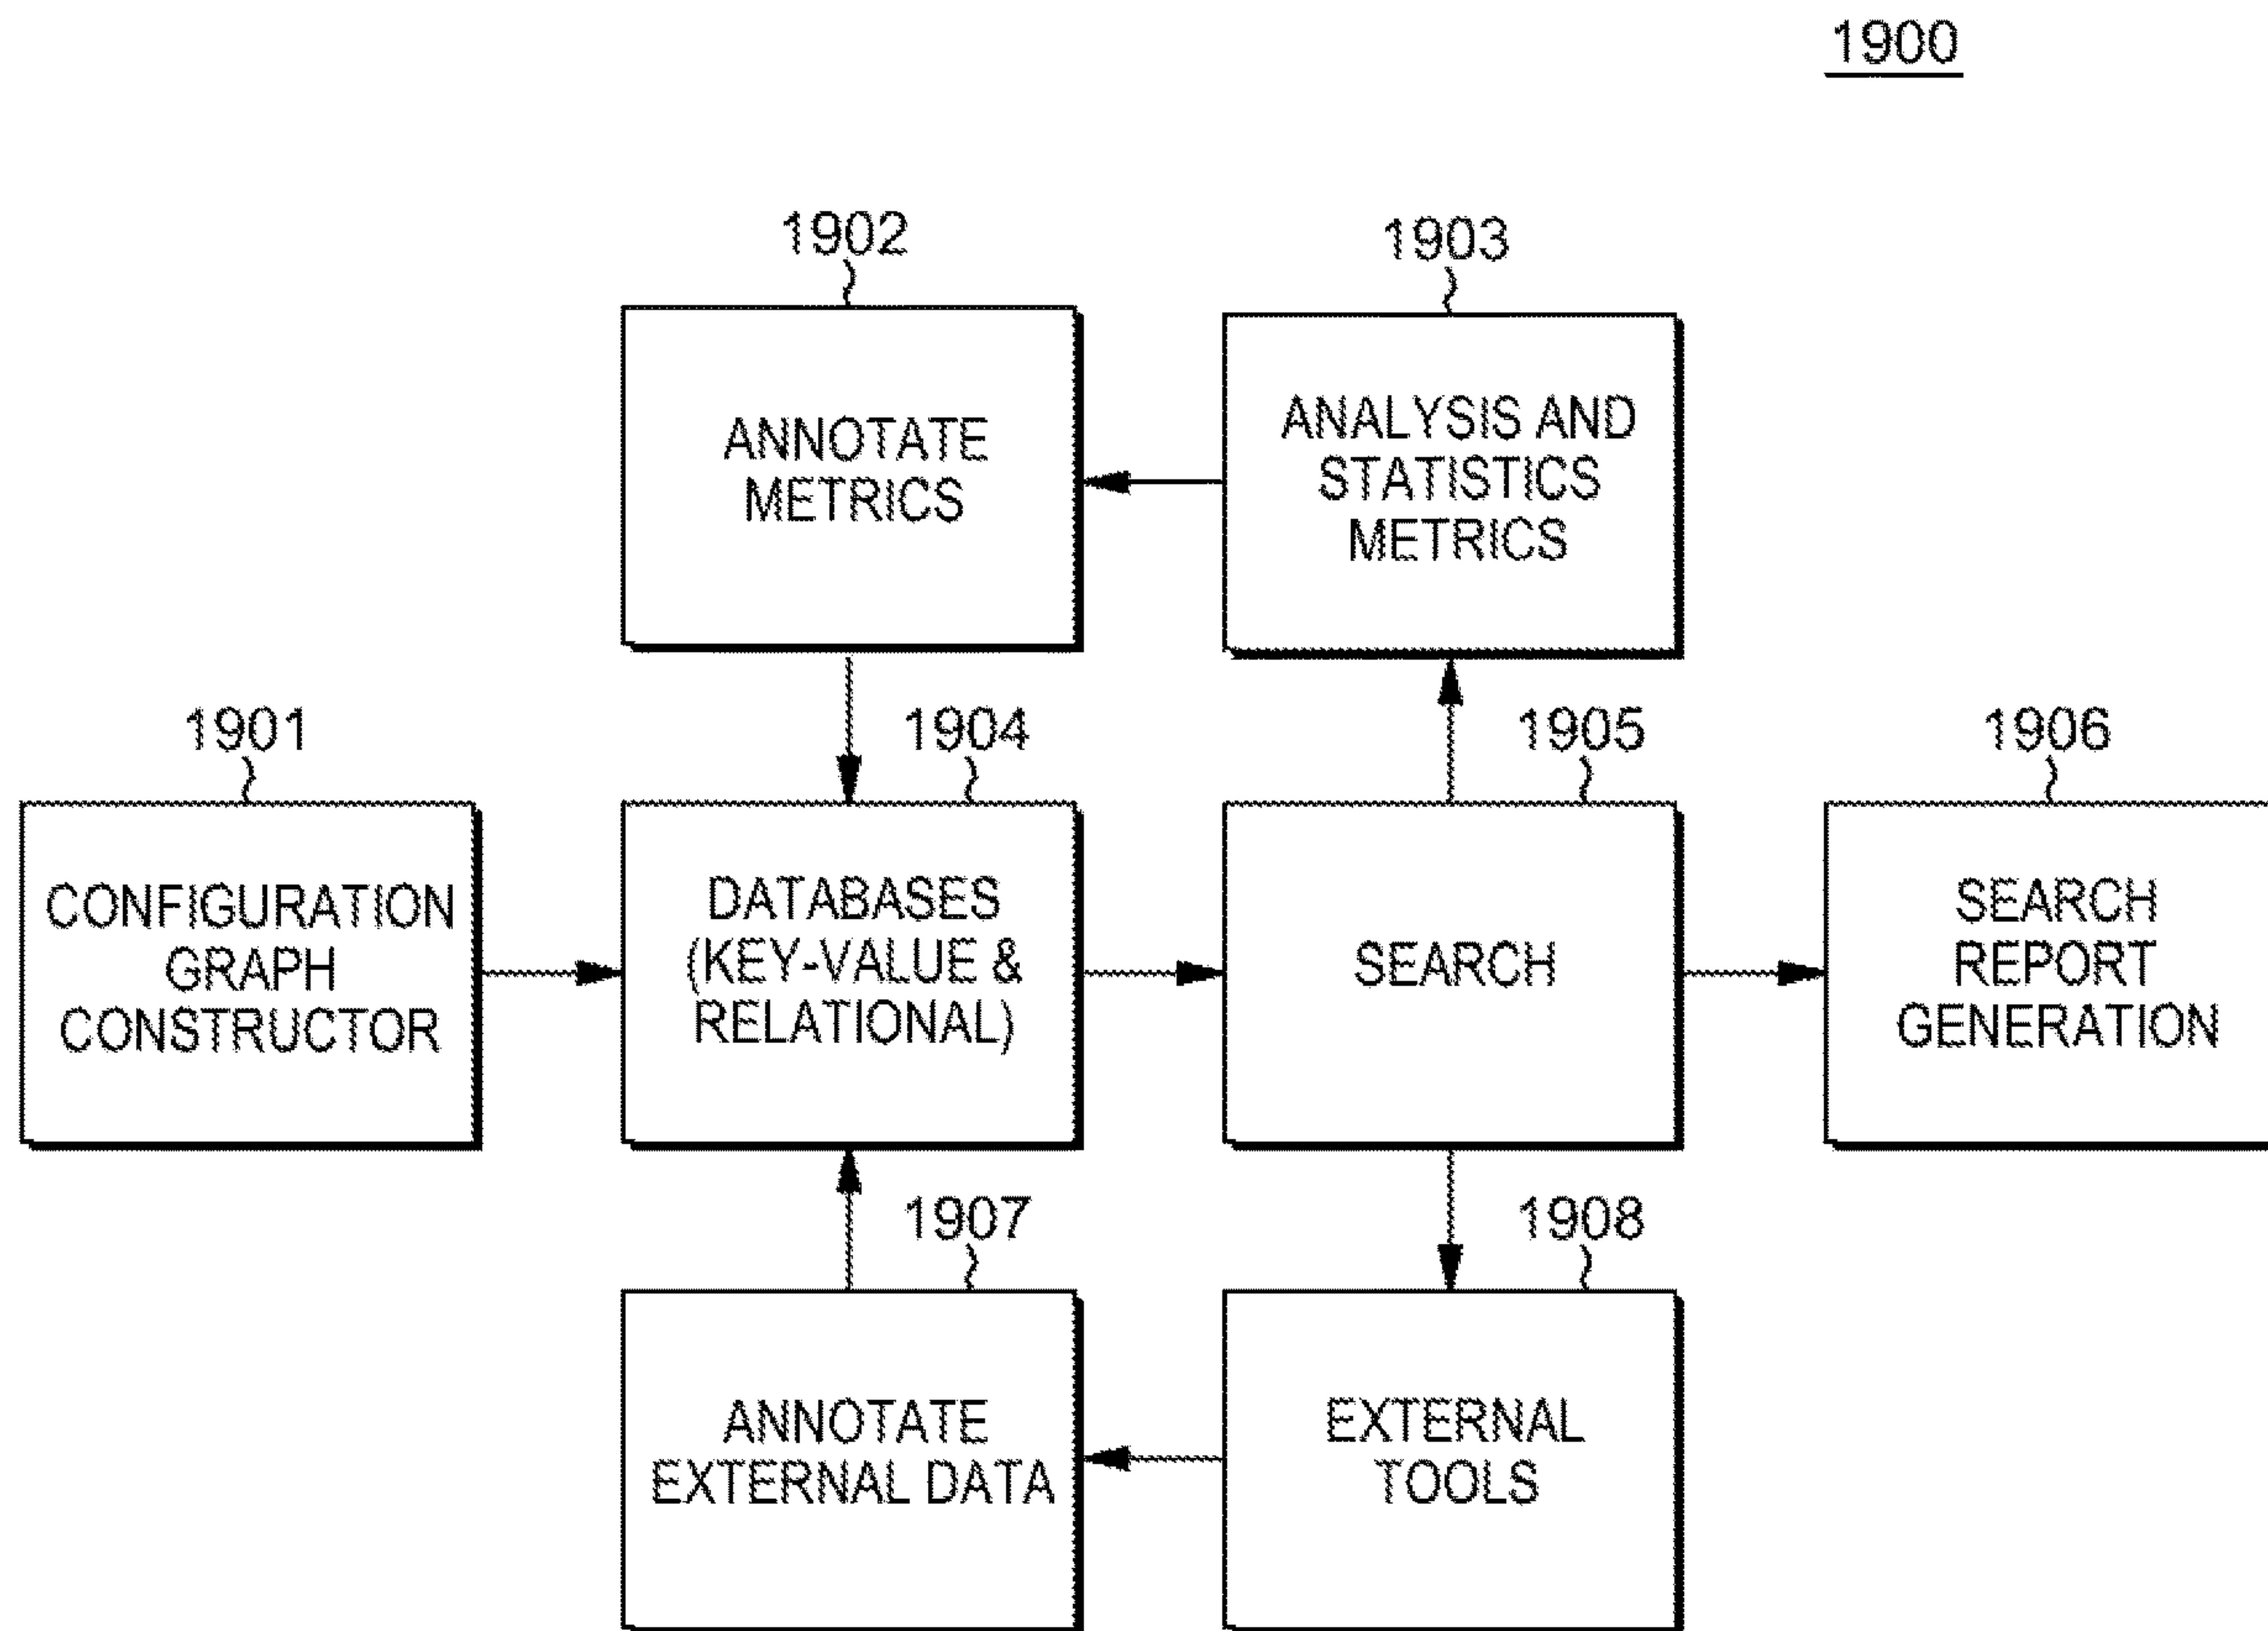 1900
1902
1903
ANNOTATE
METRICS
ANALYSIS AND
STATISTICS
METRICS
1901
1904
1905
1906
CONFIGURATION
GRAPH
CONSTRUCTOR
DATABASES
(KEY-VALUE &
RELATIONAL)
SEARCH
SEARCH
REPORT
GENERATION
1907
1908
ANNOTATE
EXTERNAL DATA
EXTERNAL
TOOLS